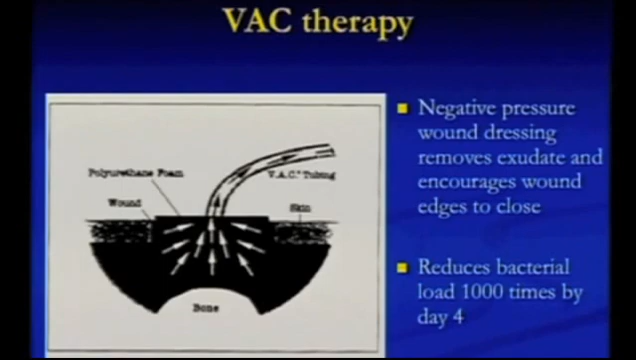 VAC therapy
Polyurethane Foam
V.A.C.® Tubing
Wound
Skin
Bone
Negative pressure
wound dressing
removes exudate and
encourages wound
edges to close
Reduces bacterial
load 1000 times by
day 4